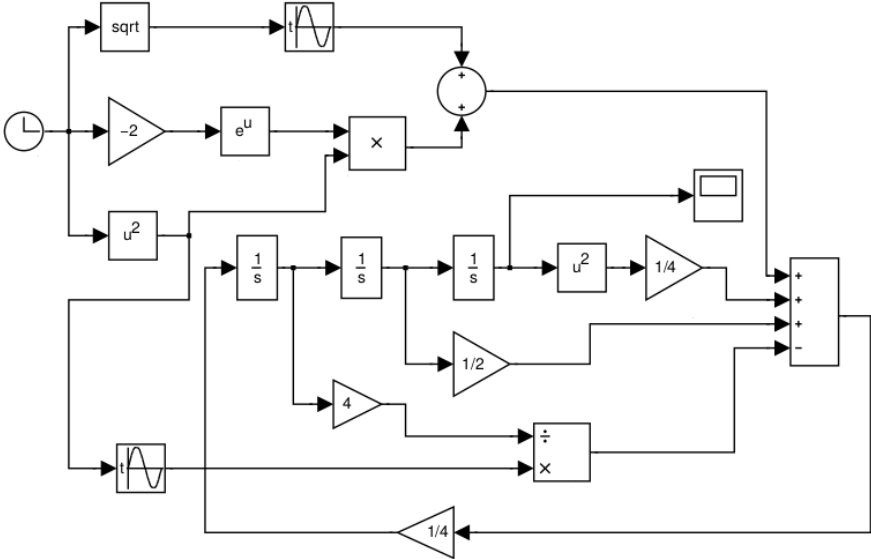 sqrt
t
+
+
−2
e^u
×
u^2
1
s
1
s
1
s
u^2
1/4
+
+
+
−
1/2
4
÷
×
t
1/4